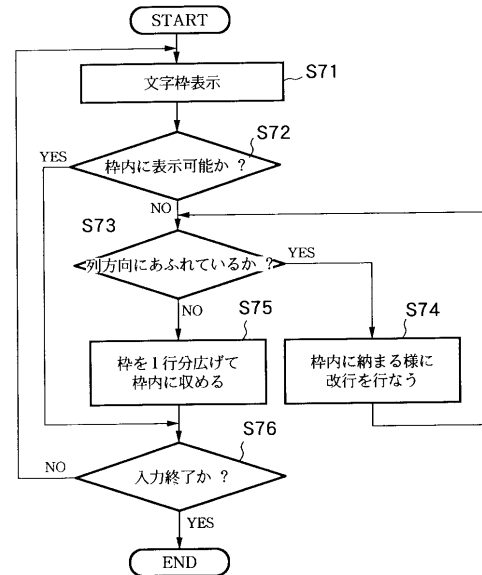 START
文字枠表示
S71
S72
YES
枠内に表示可能か ?
NO
S73
列方向にあふれているか ?
YES
NO
S75
S74
枠を1行分広げて
枠内に収める
枠内に納まる様に
改行を行なう
S76
NO
入力終了か ?
YES
END